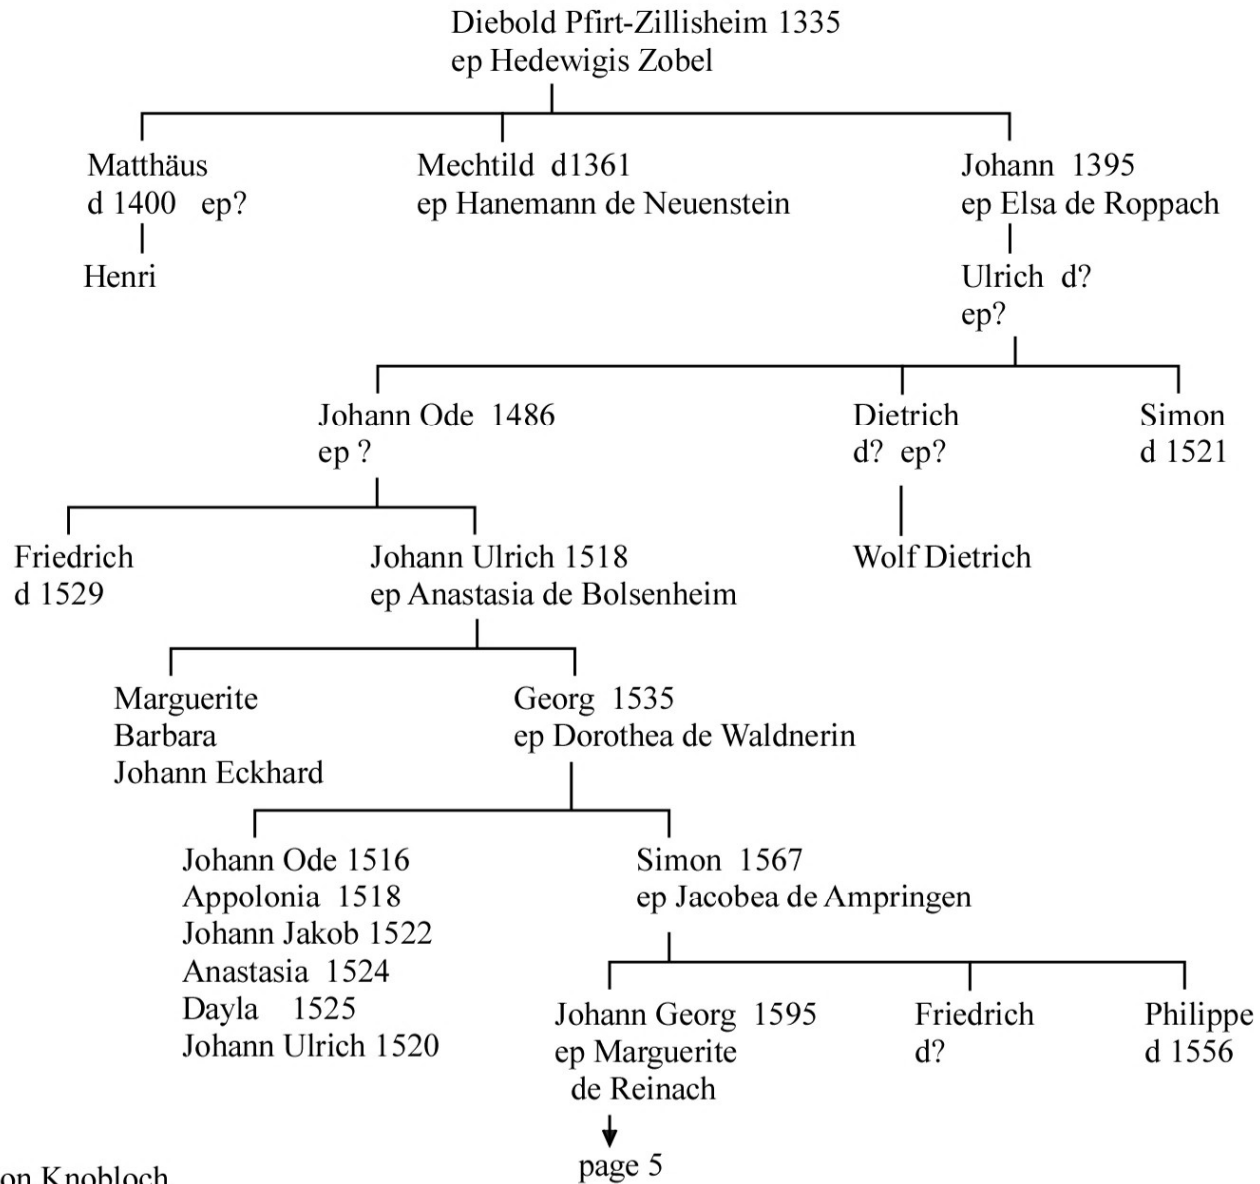 Diebold Pfirt-Zillisheim 1335
ep Hedewigis Zobel
Matthäus
d 1400 ep?
Mechtild d1361
ep Hanemann de Neuenstein
Johann 1395
ep Elsa de Roppach
Henri
Ulrich d?
ep?
Johann Ode 1486
ep ?
Dietrich
d? ep?
Simon
d 1521
Friedrich
d 1529
Johann Ulrich 1518
ep Anastasia de Bolsenheim
Wolf Dietrich
Marguerite
Barbara
Johann Eckhard
Georg 1535
ep Dorothea de Waldnerin
Johann Ode 1516
Appolonia 1518
Johann Jakob 1522
Anastasia 1524
Dayla 1525
Johann Ulrich 1520
Simon 1567
ep Jacobea de Ampringen
Johann Georg 1595
ep Marguerite
de Reinach
Friedrich
d?
Philippe
d 1556
page 5
on Knobloch